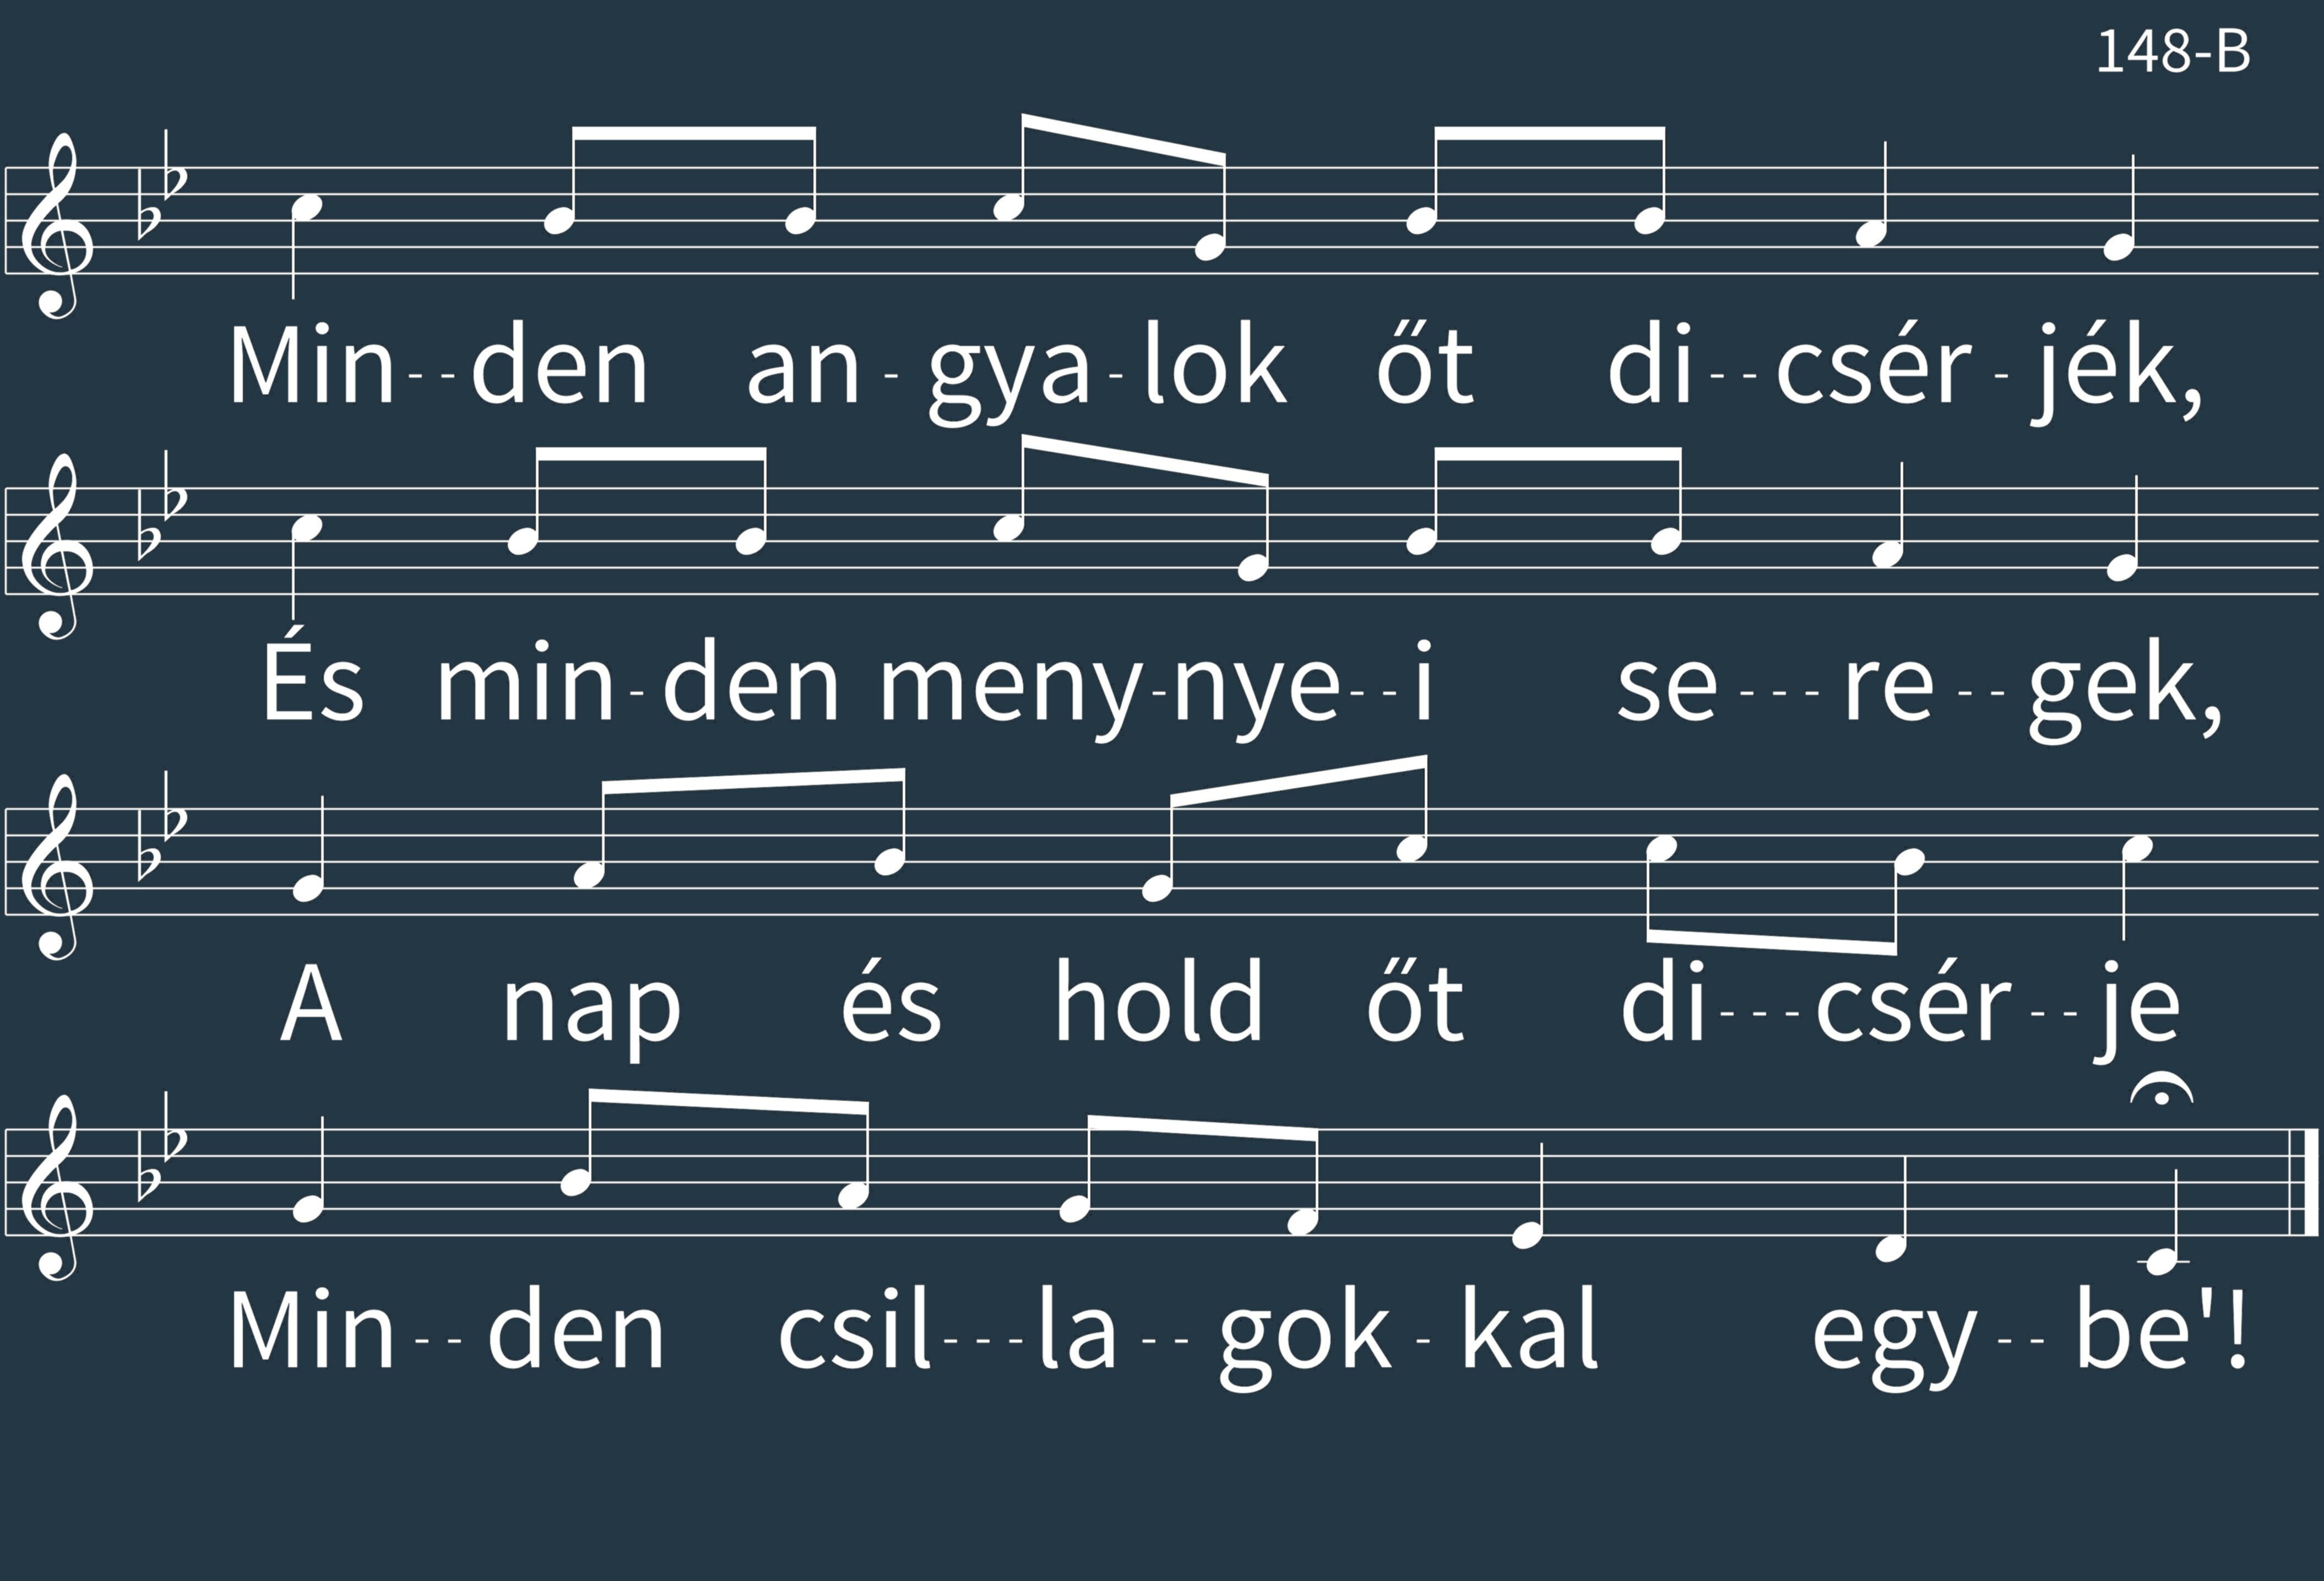 148-B
Min--den an-gya-lok őt di--csér-jék,
És min-den meny-nye--i se---re--gek,
A nap és hold őt di---csér--je
Min--den csil---la--gok-kal egy--be'!